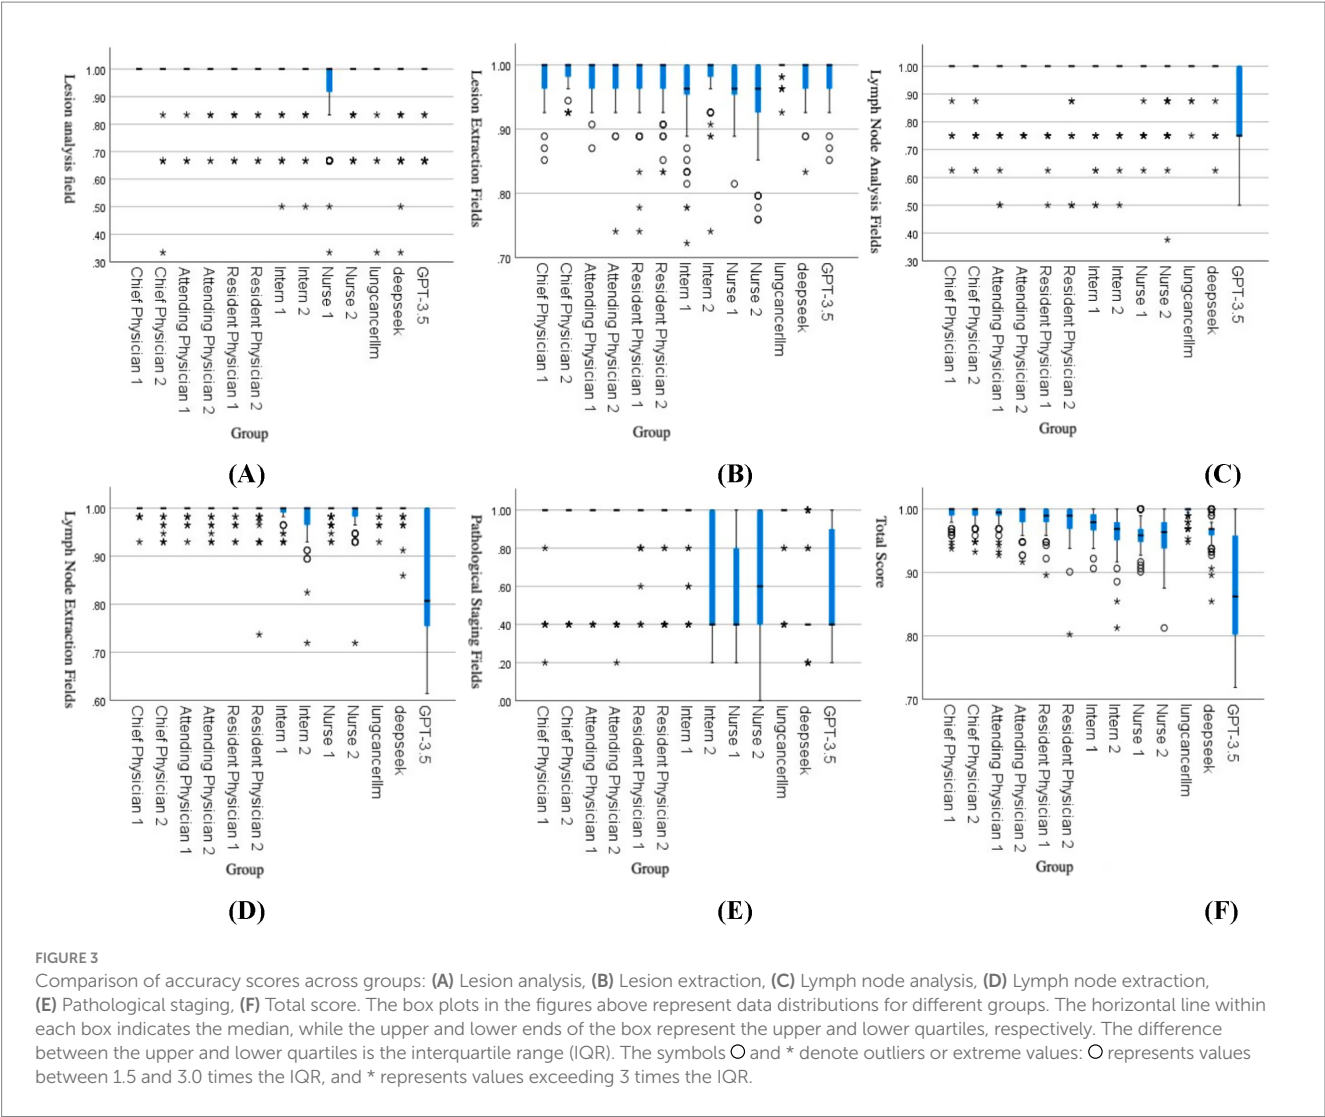 Lesion analysis field
1.00
.90
.80
.70
.60
.50
.40
.30
Chief Physician 1
Chief Physician 2
Attending Physician 1
Attending Physician 2
Resident Physician 1
Resident Physician 2
Intern 1
Intern 2
Nurse 1
Nurse 2
lungcancerllm
deepseek
GPT-3.5
Group
(A)
Lesion Extraction Fields
1.00
.90
.80
.70
Chief Physician 1
Chief Physician 2
Attending Physician 1
Attending Physician 2
Resident Physician 1
Resident Physician 2
Intern 1
Intern 2
Nurse 1
Nurse 2
lungcancerllm
deepseek
GPT-3.5
Group
(B)
Lymph Node Analysis Fields
1.00
.90
.80
.70
.60
.50
.40
.30
Chief Physician 1
Chief Physician 2
Attending Physician 1
Attending Physician 2
Resident Physician 1
Resident Physician 2
Intern 1
Intern 2
Nurse 1
Nurse 2
lungcancerllm
deepseek
GPT-3.5
Group
(C)
Lymph Node Extraction Fields
1.00
.90
.80
.70
.60
Chief Physician 1
Chief Physician 2
Attending Physician 1
Attending Physician 2
Resident Physician 1
Resident Physician 2
Intern 1
Intern 2
Nurse 1
Nurse 2
lungcancerllm
deepseek
GPT-3.5
Group
(D)
Pathological Staging Fields
1.00
.80
.60
.40
.20
.00
Chief Physician 1
Chief Physician 2
Attending Physician 1
Attending Physician 2
Resident Physician 1
Resident Physician 2
Intern 1
Intern 2
Nurse 1
Nurse 2
lungcancerllm
deepseek
GPT-3.5
Group
(E)
Total Score
1.00
.90
.80
.70
Chief Physician 1
Chief Physician 2
Attending Physician 1
Attending Physician 2
Resident Physician 1
Resident Physician 2
Intern 1
Intern 2
Nurse 1
Nurse 2
lungcancerllm
deepseek
GPT-3.5
Group
(F)
FIGURE 3
Comparison of accuracy scores across groups: (A) Lesion analysis, (B) Lesion extraction, (C) Lymph node analysis, (D) Lymph node extraction,
(E) Pathological staging, (F) Total score. The box plots in the figures above represent data distributions for different groups. The horizontal line within
each box indicates the median, while the upper and lower ends of the box represent the upper and lower quartiles, respectively. The difference
between the upper and lower quartiles is the interquartile range (IQR). The symbols O and * denote outliers or extreme values: O represents values
between 1.5 and 3.0 times the IQR, and * represents values exceeding 3 times the IQR.